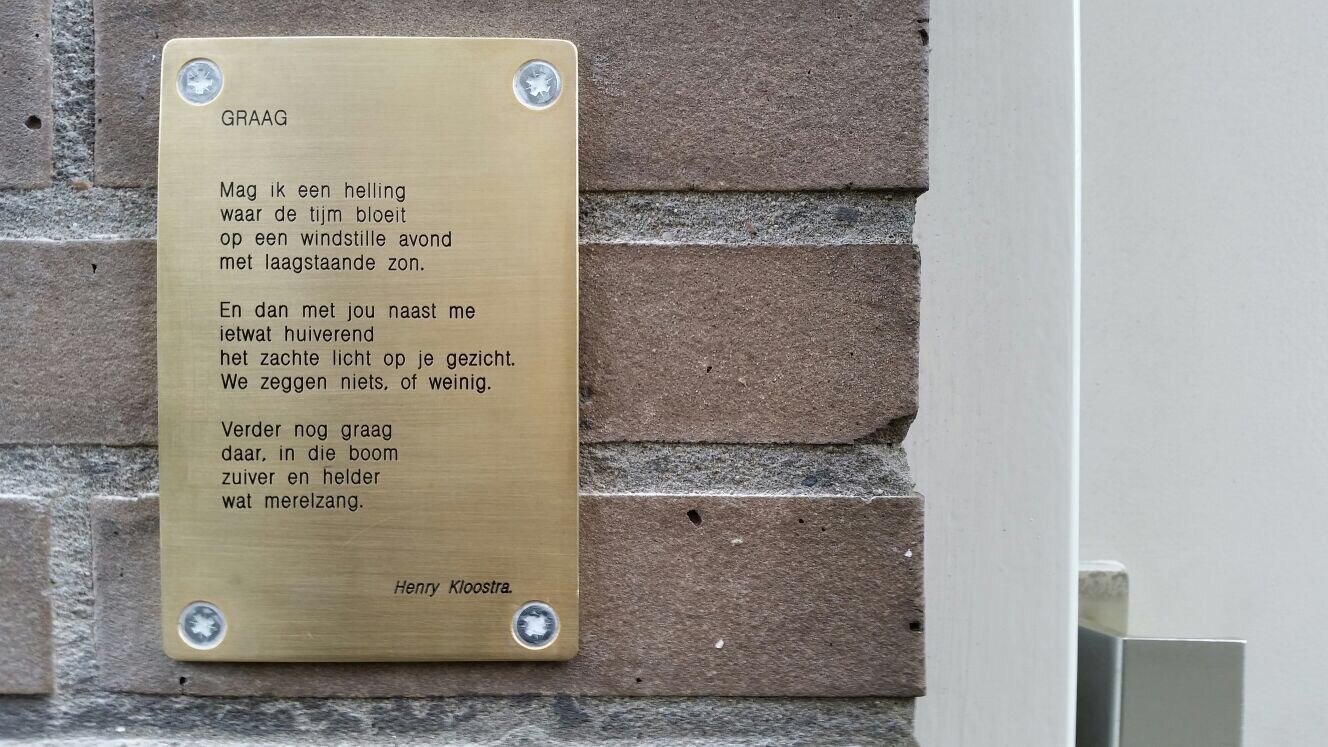 GRAAG
Mag ik een helling
waar de tijm bloeit
op een windstille avond
met laagstaande zon.
En dan met jou naast me
ietwat huiverend
het zachte licht op je gezicht.
We zeggen niets, of weinig.
Verder nog graag
daar, in die boom
zuiver en helder
wat merelzang.
Henry Kloostra.